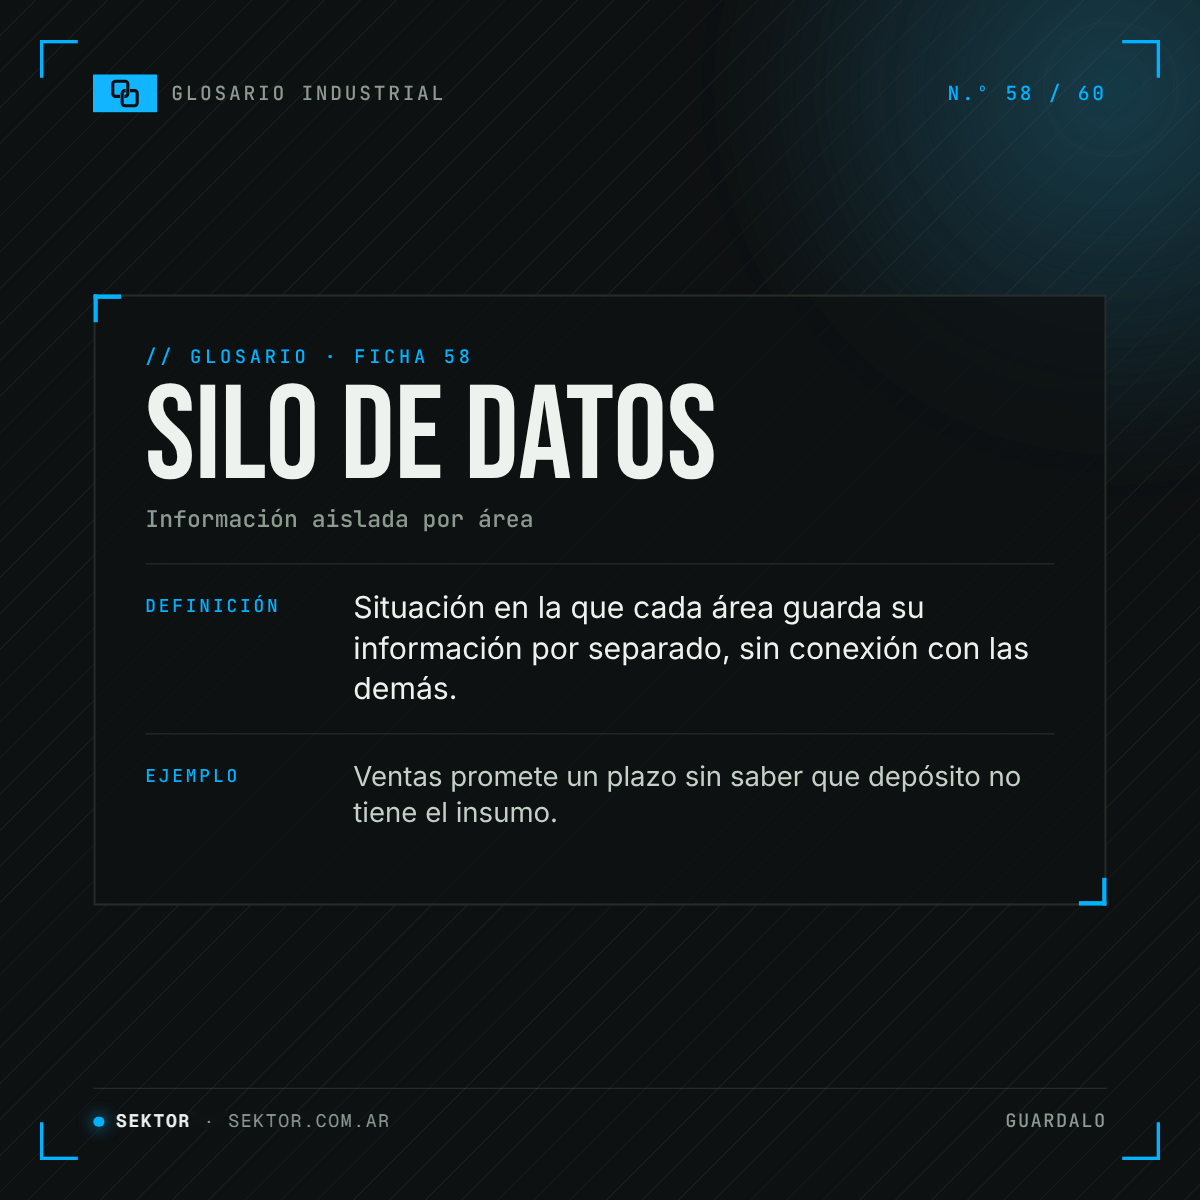 GLOSARIO INDUSTRIAL
N.° 58 / 60
// GLOSARIO · FICHA 58
SILO DE DATOS
Información aislada por área
DEFINICIÓN
Situación en la que cada área guarda su
información por separado, sin conexión con las
demás.
EJEMPLO
Ventas promete un plazo sin saber que depósito no
tiene el insumo.
SEKTOR · SEKTOR.COM.AR
GUARDALO